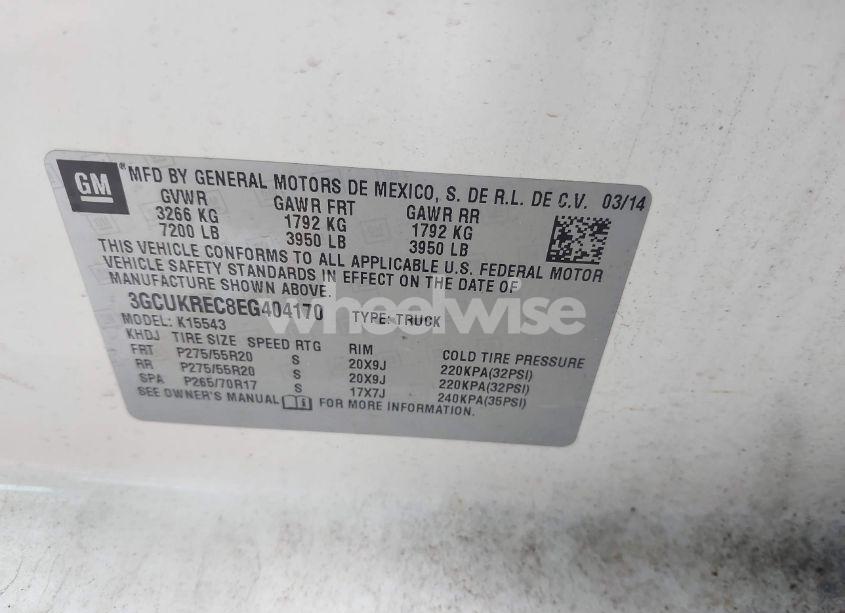 GM
® MFD BY GENERAL MOTORS DE MEXICO, S. DE R.L. DE C.V. 03/14
GVWR GAWR FRT GAWR RR
3266 KG 1792 KG 1792 KG
7200 LB 3950 LB 3950 LB
THIS VEHICLE CONFORMS TO ALL APPLICABLE U.S. FEDERAL MOTOR
VEHICLE SAFETY STANDARDS IN EFFECT ON THE DATE OF
MANUFACTURE SHOWN ABOVE.
3GCUKREC8EG404170 TYPE: TRUCK
wheelwise
MODEL: K15543
KHDJ TIRE SIZE SPEED RTG RIM COLD TIRE PRESSURE
FRT P275/55R20 S 20X9J 220KPA(32PSI)
RR P275/55R20 S 20X9J 220KPA(32PSI)
SPA P265/70R17 S 17X7J 240KPA(35PSI)
SEE OWNER'S MANUAL FOR MORE INFORMATION.